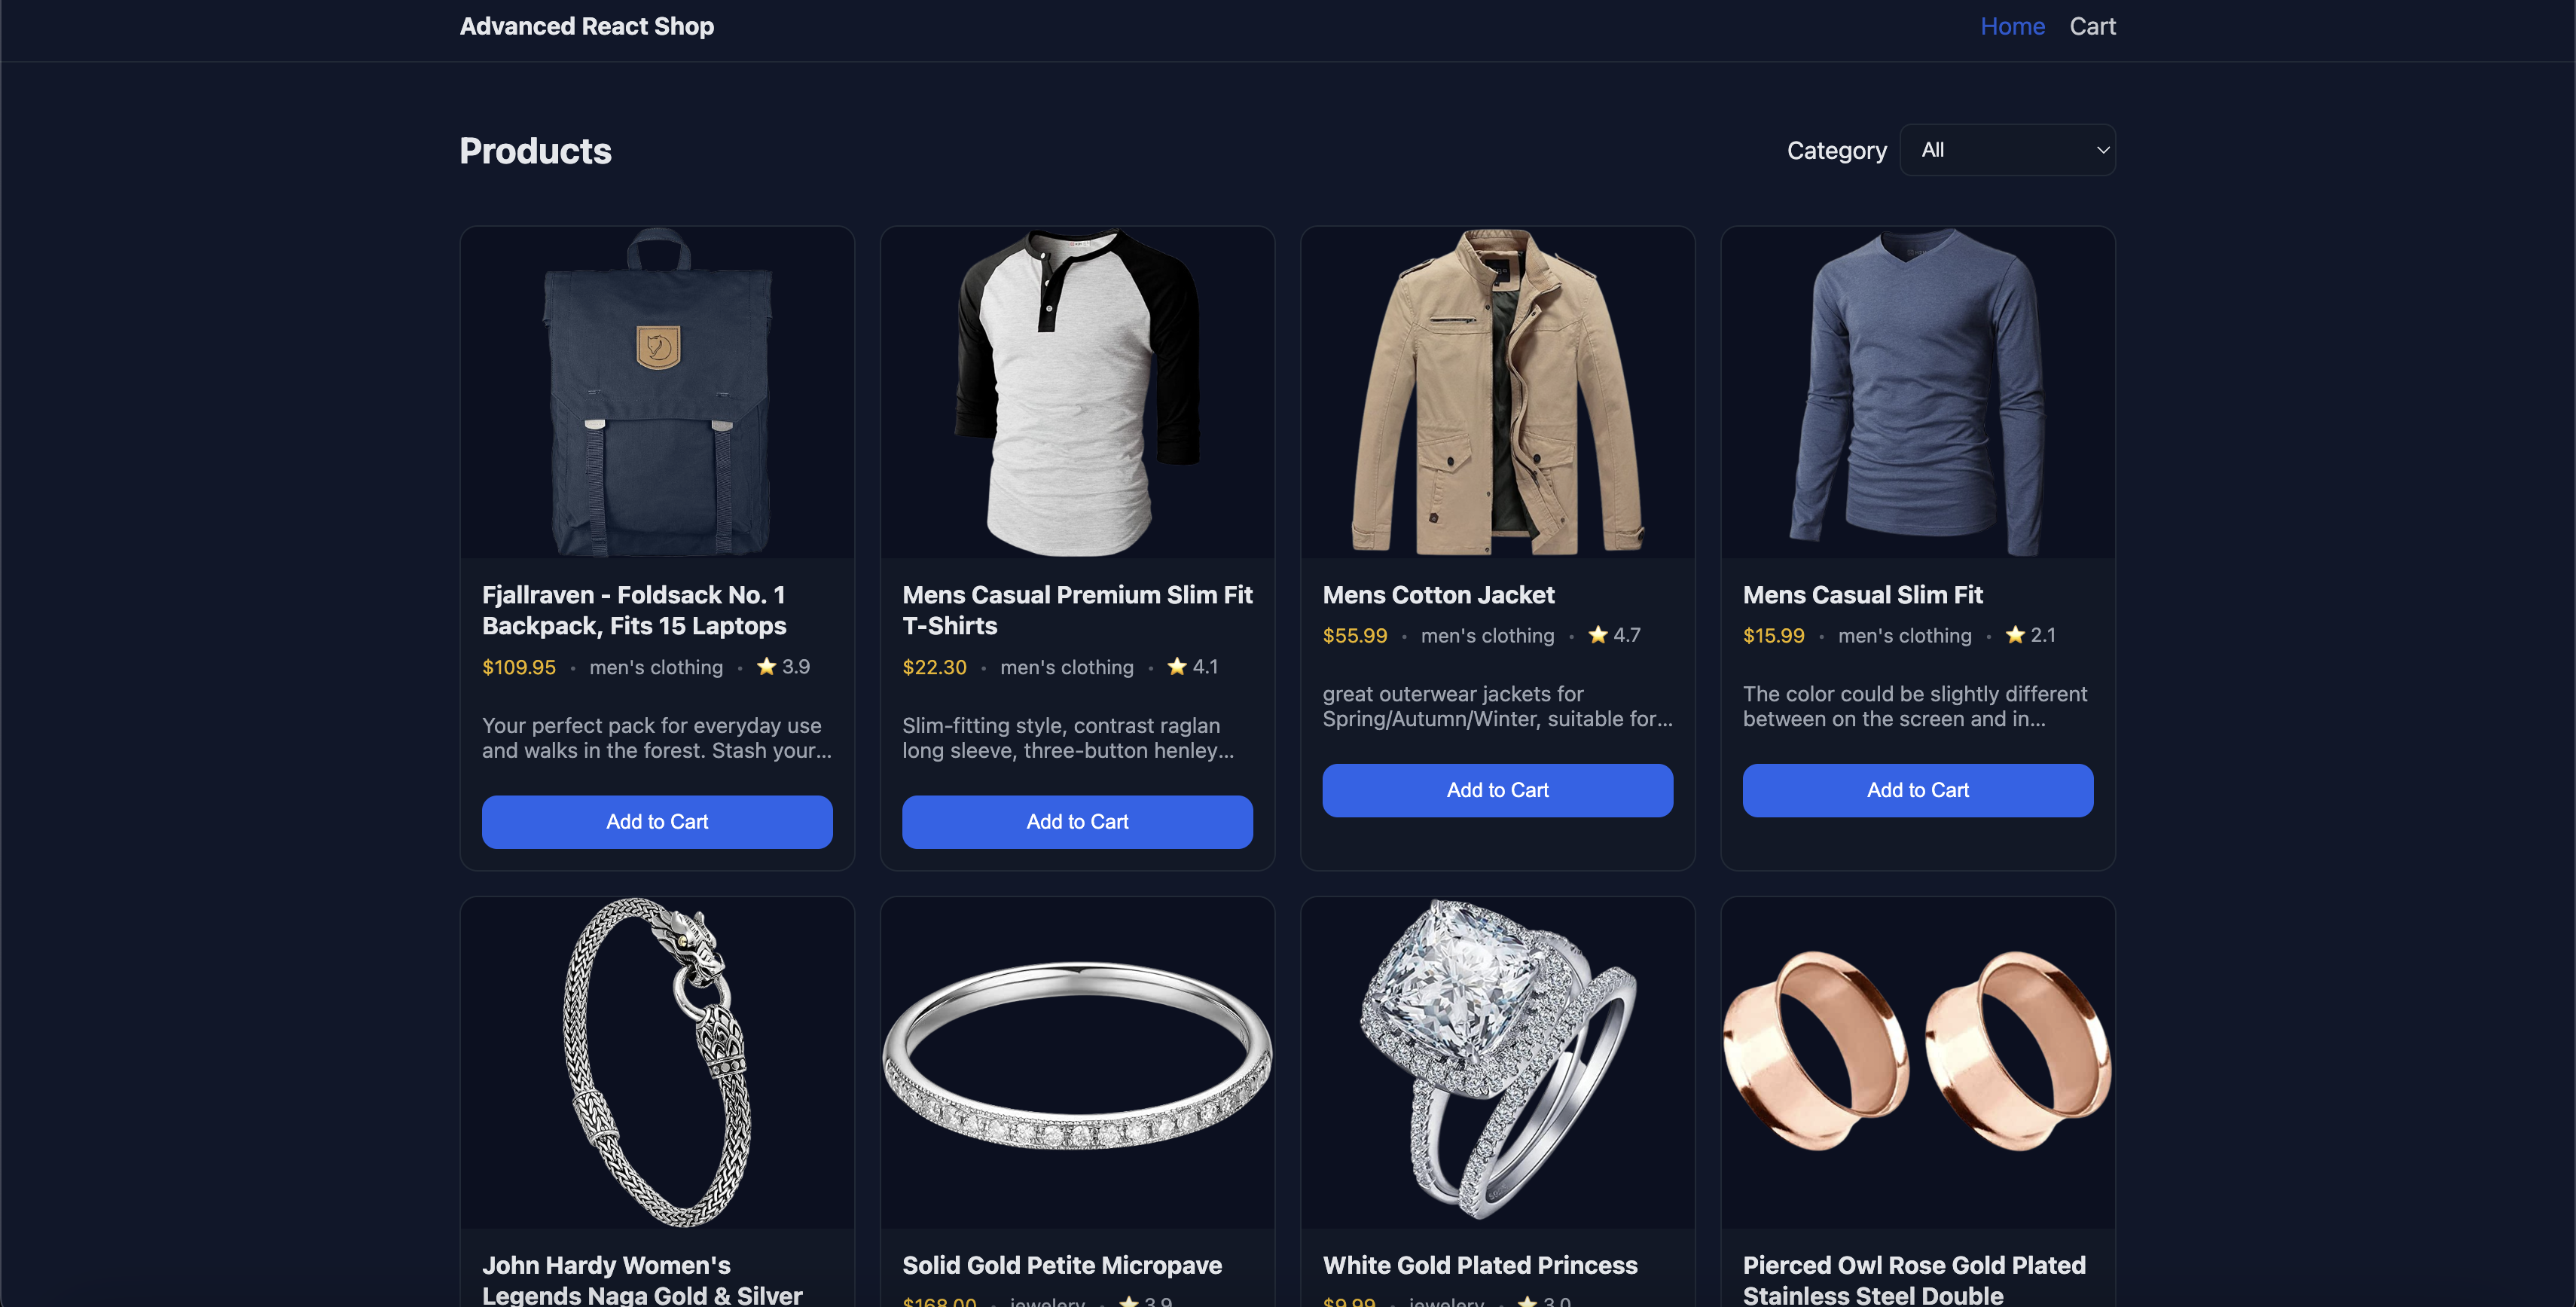 Advanced React Shop
Home Cart
Products
Category All
Fjallraven - Foldsack No. 1
Backpack, Fits 15 Laptops
$109.95 • men's clothing • ⭐ 3.9
Your perfect pack for everyday use
and walks in the forest. Stash your...
Add to Cart
Mens Casual Premium Slim Fit
T-Shirts
$22.30 • men's clothing • ⭐ 4.1
Slim-fitting style, contrast raglan
long sleeve, three-button henley...
Add to Cart
Mens Cotton Jacket
$55.99 • men's clothing • ⭐ 4.7
great outerwear jackets for
Spring/Autumn/Winter, suitable for...
Add to Cart
Mens Casual Slim Fit
$15.99 • men's clothing • ⭐ 2.1
The color could be slightly different
between on the screen and in...
Add to Cart
John Hardy Women's
Legends Naga Gold & Silver
Solid Gold Petite Micropave
$168.00 • jewelery • ⭐ 3.9
White Gold Plated Princess
$9.99 • jewelery • ⭐ 3.0
Pierced Owl Rose Gold Plated
Stainless Steel Double